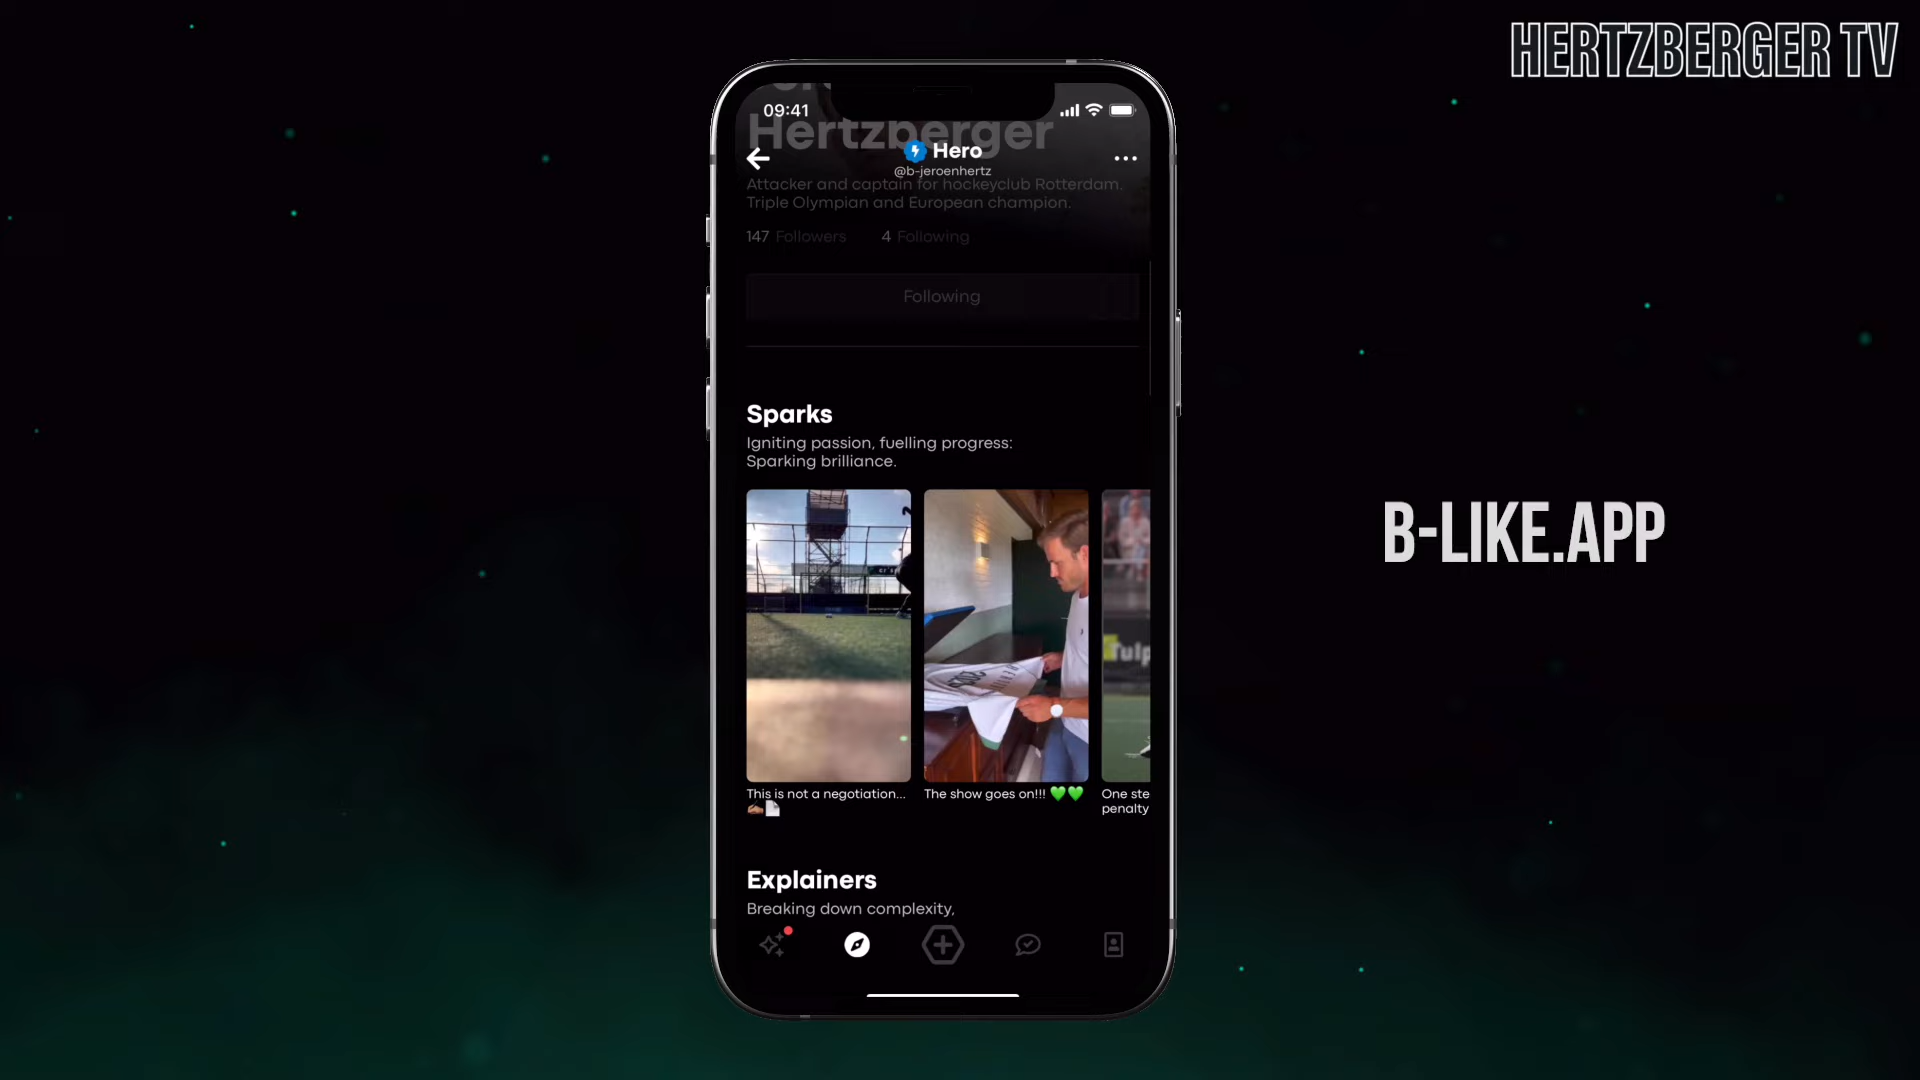 HERTZBERGER TV
09:41
Hertzberger
Hero
@b-jeroenhertz
Attacker and captain for hockeyclub Rotterdam.
Triple Olympian and European champion.
147 Followers 4 Following
Following
Sparks
Igniting passion, fuelling progress:
Sparking brilliance.
B-LIKE.APP
This is not a negotiation...
The show goes on!!! 💚💚
One ste
penalty
Explainers
Breaking down complexity,